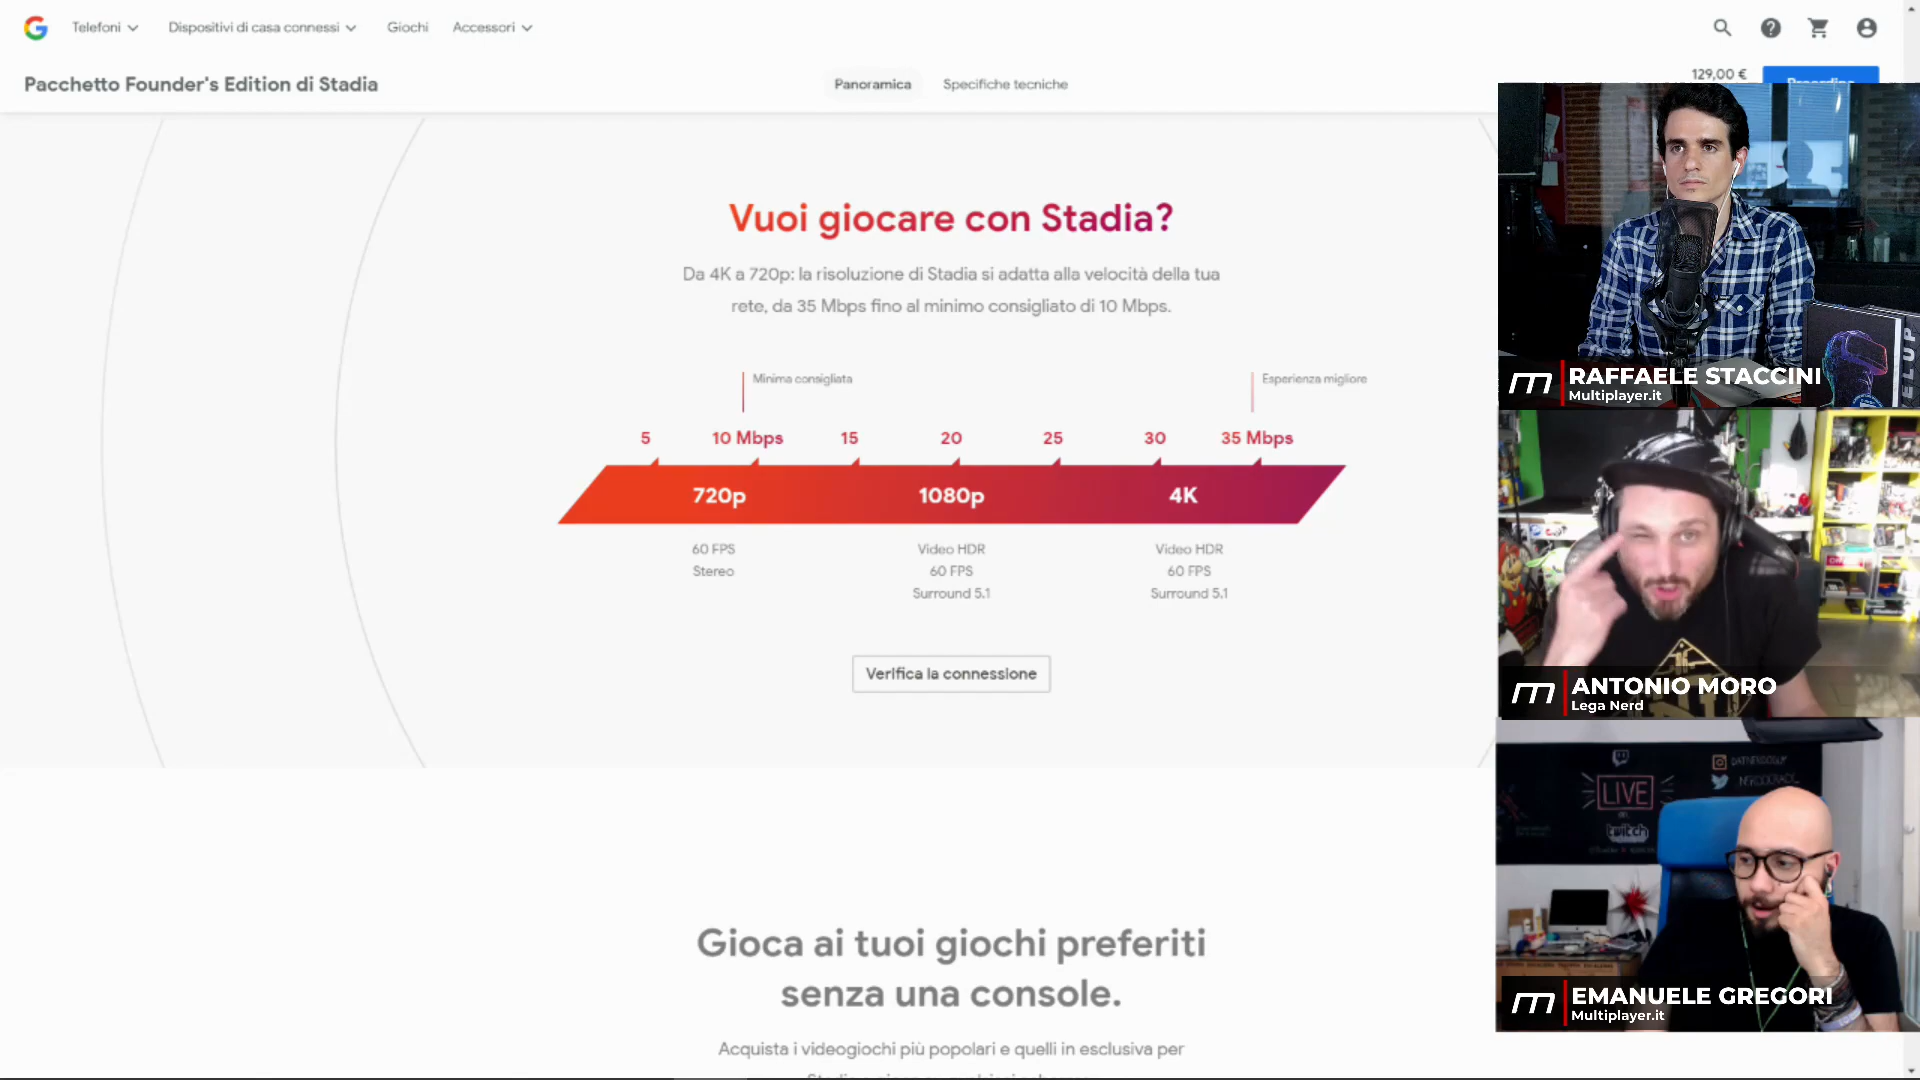 Telefoni
Dispositivi di casa connessi
Giochi
Accessori
Pacchetto Founder's Edition di Stadia
Panoramica
Specifiche tecniche
129,00 €
Vuoi giocare con Stadia?
Da 4K a 720p: la risoluzione di Stadia si adatta alla velocità della tua
rete, da 35 Mbps fino al minimo consigliato di 10 Mbps.
Minima consigliata
Esperienza migliore
5 10 Mbps 15 20 25 30 35 Mbps
720p 1080p 4K
60 FPS
Stereo
Video HDR
60 FPS
Surround 5.1
Video HDR
60 FPS
Surround 5.1
Verifica la connessione
Gioca ai tuoi giochi preferiti
senza una console.
Acquista i videogiochi più popolari e quelli in esclusiva per
RAFFAELE STACCINI
Multiplayer.it
ANTONIO MORO
Lega Nerd
LIVE
twitch
EMANUELE GREGORI
Multiplayer.it